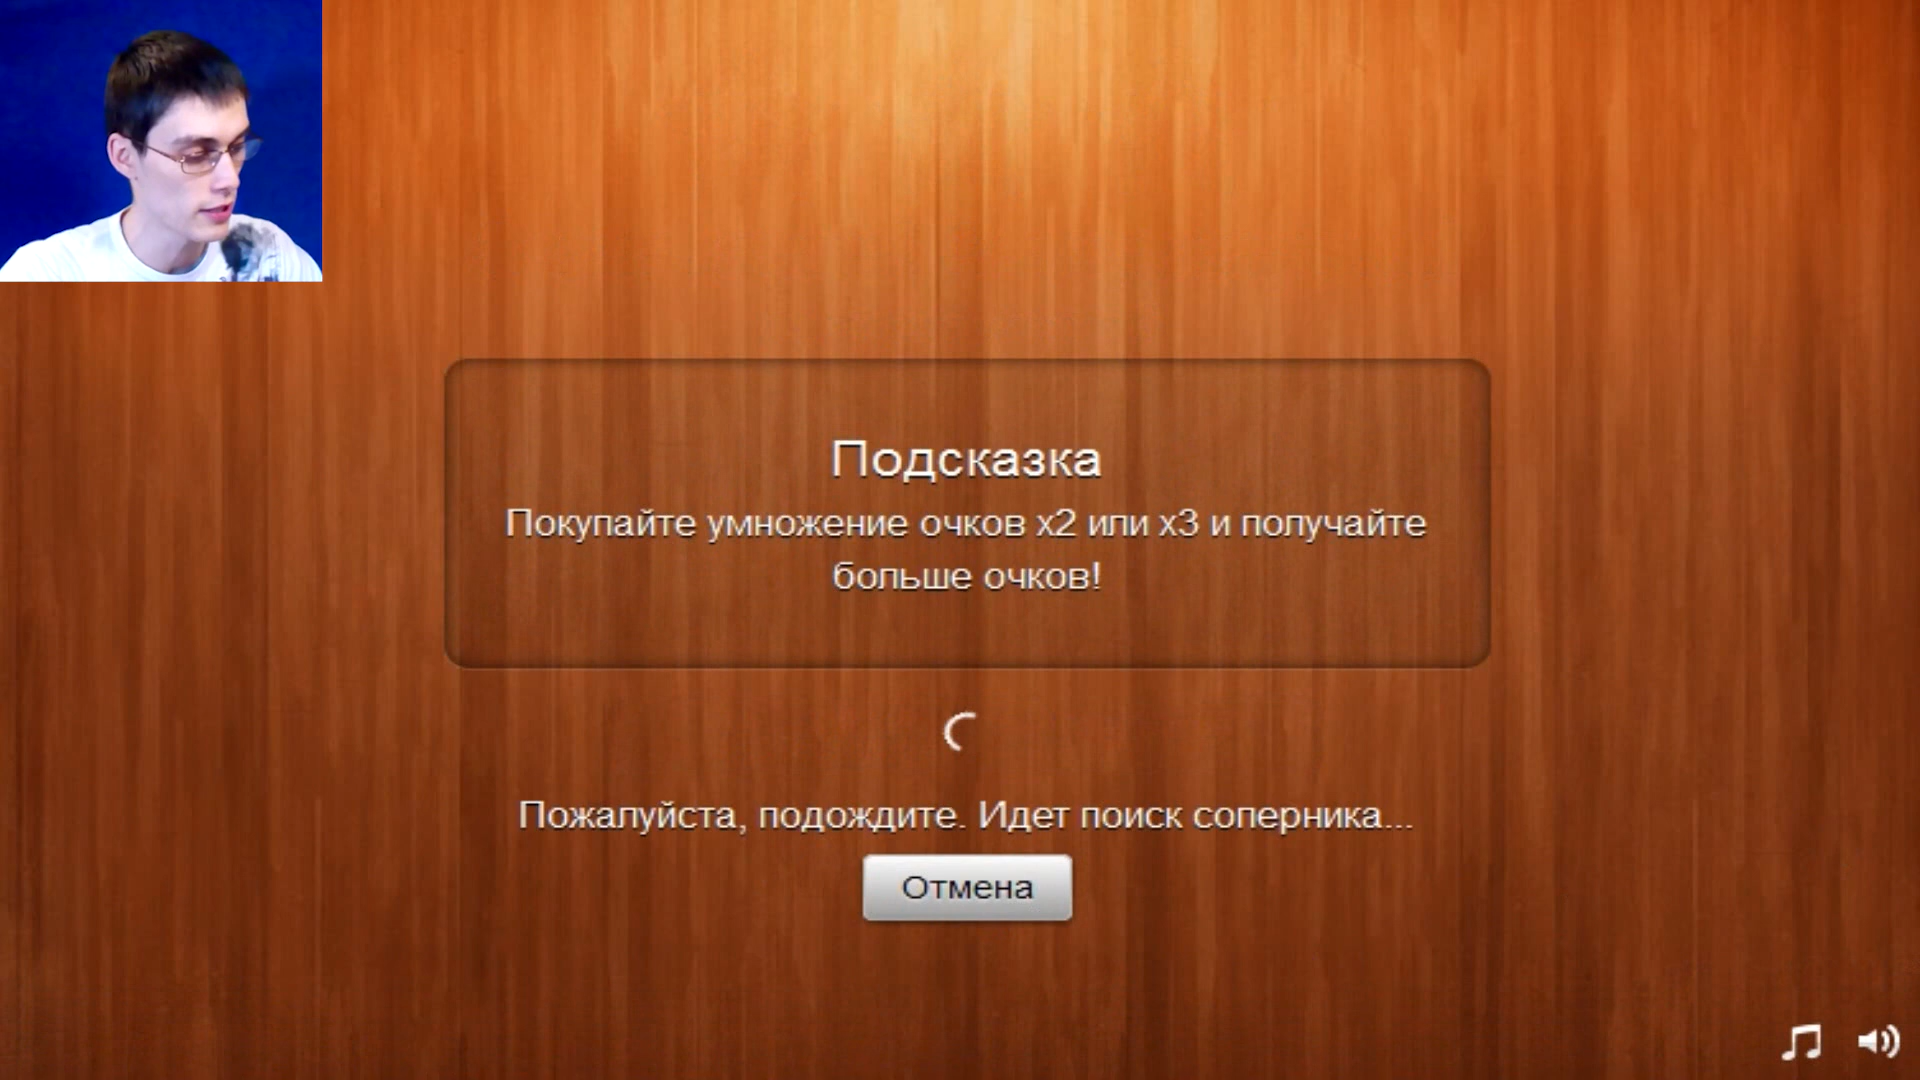 Подсказка
Покупайте умножение очков x2 или x3 и получайте
больше очков!
Пожалуйста, подождите. Идет поиск соперника...
Отмена